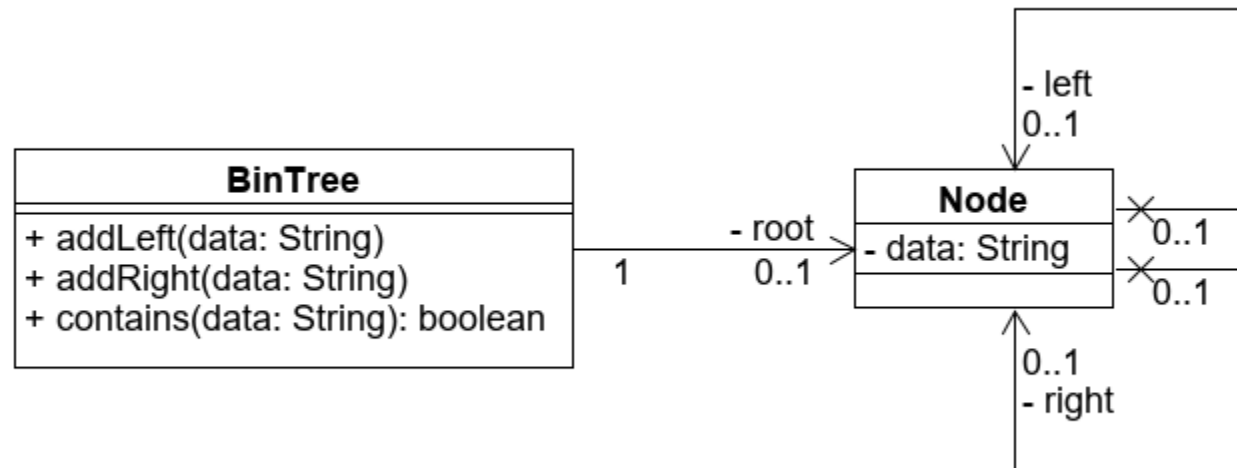 BinTree
+ addLeft(data: String)
+ addRight(data: String)
+ contains(data: String): boolean
1
- root
0..1
- left
0..1
Node
- data: String
0..1
0..1
0..1
- right